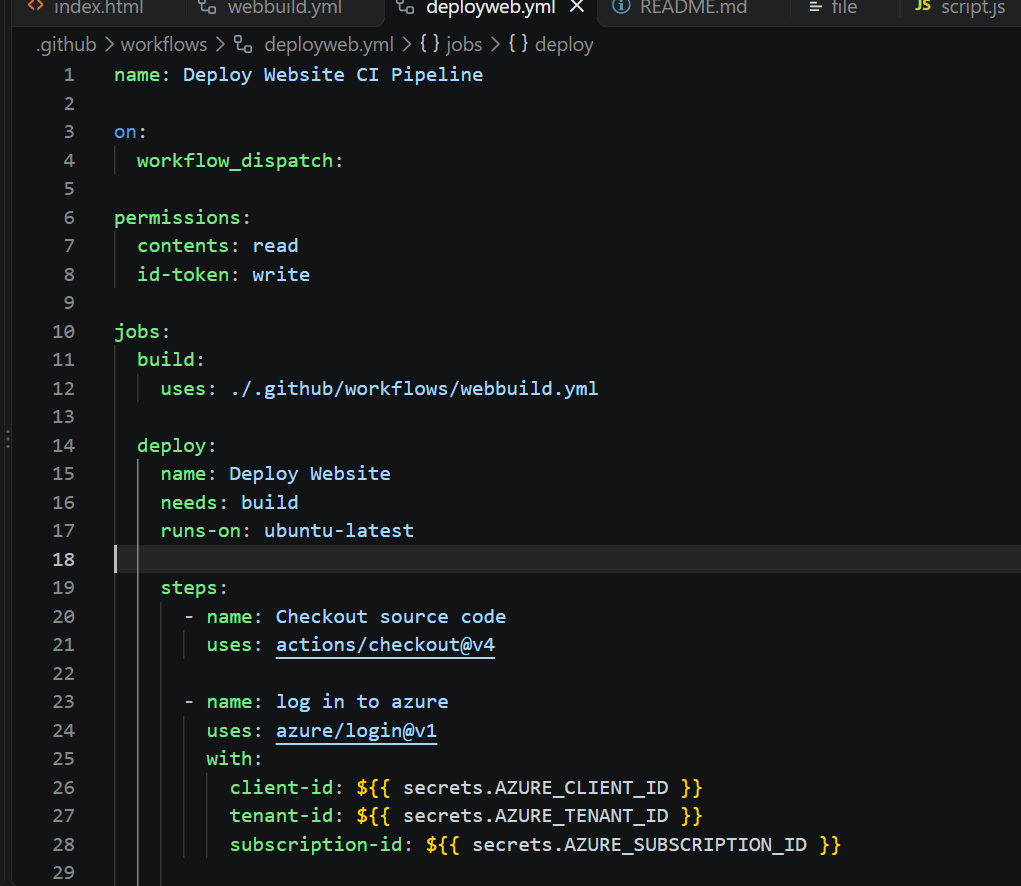 index.html webbuild.yml deployweb.yml README.md file JS script.js
.github > workflows > deployweb.yml > {} jobs > {} deploy
1 name: Deploy Website CI Pipeline
2
3 on:
4 workflow_dispatch:
5
6 permissions:
7 contents: read
8 id-token: write
9
10 jobs:
11 build:
12 uses: ./.github/workflows/webbuild.yml
13
14 deploy:
15 name: Deploy Website
16 needs: build
17 runs-on: ubuntu-latest
18
19 steps:
20 - name: Checkout source code
21 uses: actions/checkout@v4
22
23 - name: log in to azure
24 uses: azure/login@v1
25 with:
26 client-id: ${{ secrets.AZURE_CLIENT_ID }}
27 tenant-id: ${{ secrets.AZURE_TENANT_ID }}
28 subscription-id: ${{ secrets.AZURE_SUBSCRIPTION_ID }}
29